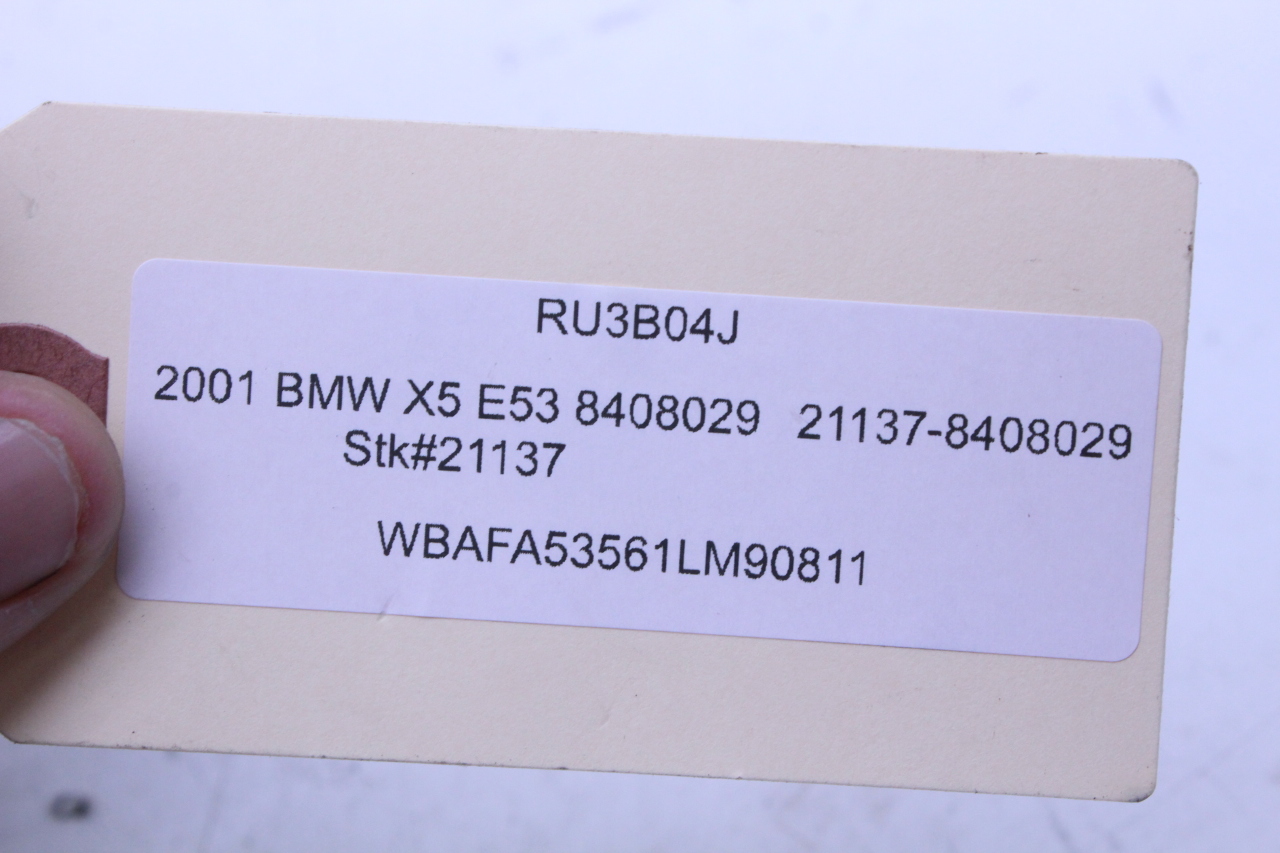 RU3B04J
2001 BMW X5 E53 8408029 21137-8408029
Stk#21137
WBAFA53561LM90811